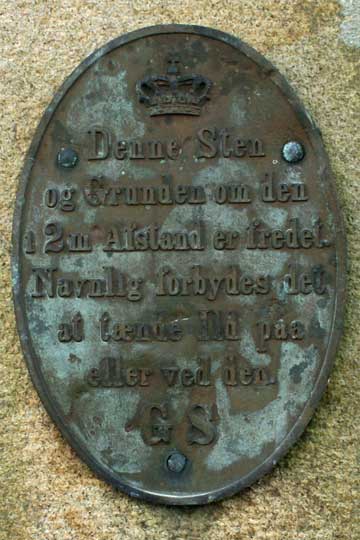 Denne Sten
og Grunden om den
i 2m Afstand er fredet.
Navnlig forbydes det
at tænde Ild paa
eller ved den.
G S